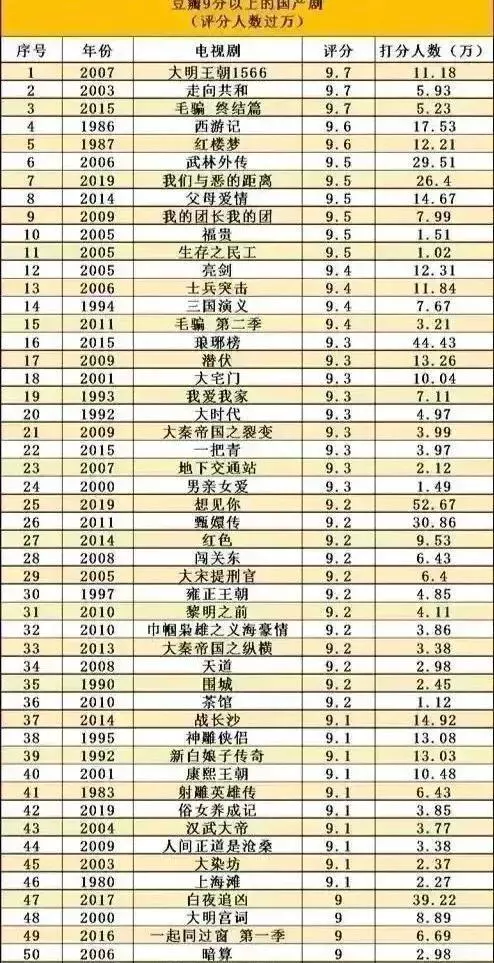 豆瓣9分以上的国产剧
(评分人数过万)
序号 年份 电视剧 评分 打分人数(万)
1 2007 大明王朝1566 9.7 11.18
2 2003 走向共和 9.7 5.93
3 2015 毛骗 终结篇 9.7 5.23
4 1986 西游记 9.6 17.53
5 1987 红楼梦 9.6 12.21
6 2006 武林外传 9.5 29.51
7 2019 我们与恶的距离 9.5 26.4
8 2014 父母爱情 9.5 14.67
9 2009 我的团长我的团 9.5 7.99
10 2005 福贵 9.5 1.51
11 2005 生存之民工 9.5 1.02
12 2005 亮剑 9.4 12.31
13 2006 士兵突击 9.4 11.84
14 1994 三国演义 9.4 7.67
15 2011 毛骗 第二季 9.4 3.21
16 2015 琅琊榜 9.3 44.43
17 2009 潜伏 9.3 13.26
18 2001 大宅门 9.3 10.04
19 1993 我爱我家 9.3 7.11
20 1992 大时代 9.3 4.97
21 2009 大秦帝国之裂变 9.3 3.99
22 2015 一把青 9.3 3.97
23 2007 地下交通站 9.3 2.12
24 2000 男亲女爱 9.3 1.49
25 2019 想见你 9.2 52.67
26 2011 甄嬛传 9.2 30.86
27 2014 红色 9.2 9.53
28 2008 闯关东 9.2 6.43
29 2005 大宋提刑官 9.2 6.4
30 1997 雍正王朝 9.2 4.85
31 2010 黎明之前 9.2 4.11
32 2010 巾帼枭雄之义海豪情 9.2 3.86
33 2013 大秦帝国之纵横 9.2 3.38
34 2008 天道 9.2 2.98
35 1990 围城 9.2 2.45
36 2010 茶馆 9.2 1.12
37 2014 战长沙 9.1 14.92
38 1995 神雕侠侣 9.1 13.08
39 1992 新白娘子传奇 9.1 13.03
40 2001 康熙王朝 9.1 10.48
41 1983 射雕英雄传 9.1 6.43
42 2019 俗女养成记 9.1 3.85
43 2004 汉武大帝 9.1 3.77
44 2009 人间正道是沧桑 9.1 3.38
45 2003 大染坊 9.1 2.37
46 1980 上海滩 9.1 2.27
47 2017 白夜追凶 9 39.22
48 2000 大明宫词 9 8.89
49 2016 一起同过窗 第一季 9 6.69
50 2006 暗算 9 2.98